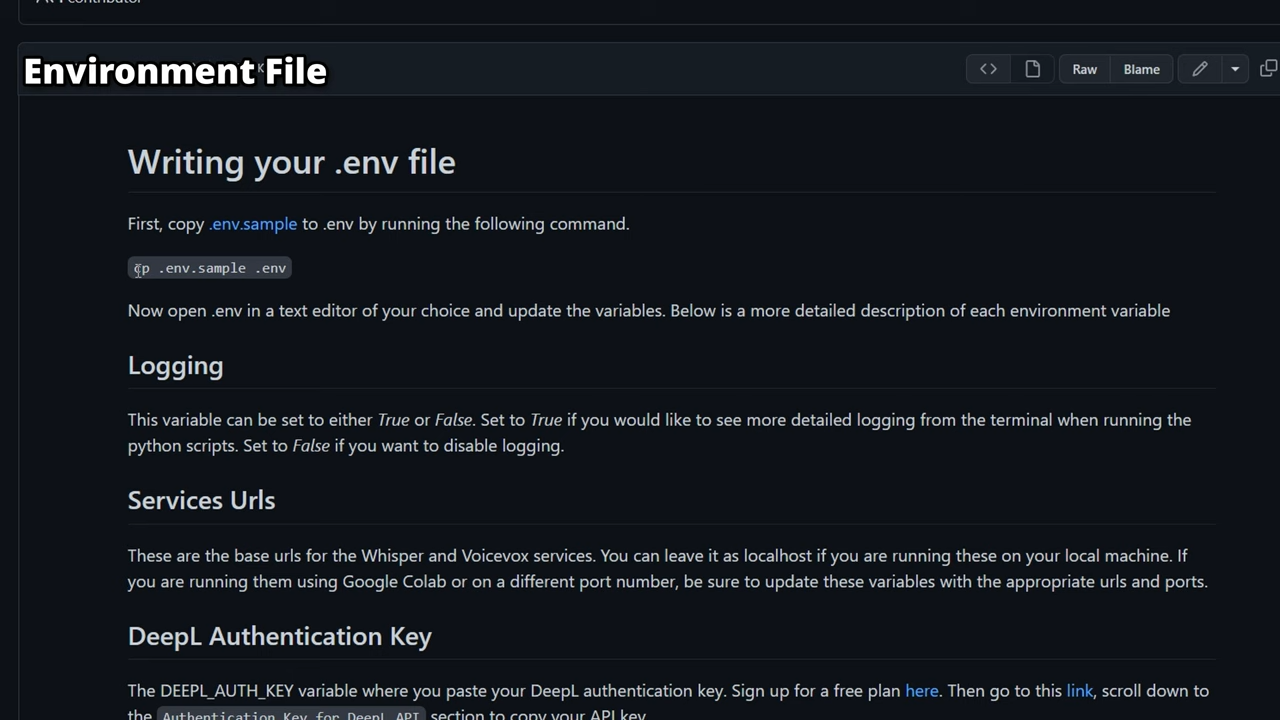 Environment File
Raw
Blame
Writing your .env file
First, copy .env.sample to .env by running the following command.
cp .env.sample .env
Now open .env in a text editor of your choice and update the variables. Below is a more detailed description of each environment variable
Logging
This variable can be set to either True or False. Set to True if you would like to see more detailed logging from the terminal when running the
python scripts. Set to False if you want to disable logging.
Services Urls
These are the base urls for the Whisper and Voicevox services. You can leave it as localhost if you are running these on your local machine. If
you are running them using Google Colab or on a different port number, be sure to update these variables with the appropriate urls and ports.
DeepL Authentication Key
The DEEPL_AUTH_KEY variable where you paste your DeepL authentication key. Sign up for a free plan here. Then go to this link, scroll down to
the Authentication Key for DeepL API section to copy your API key.